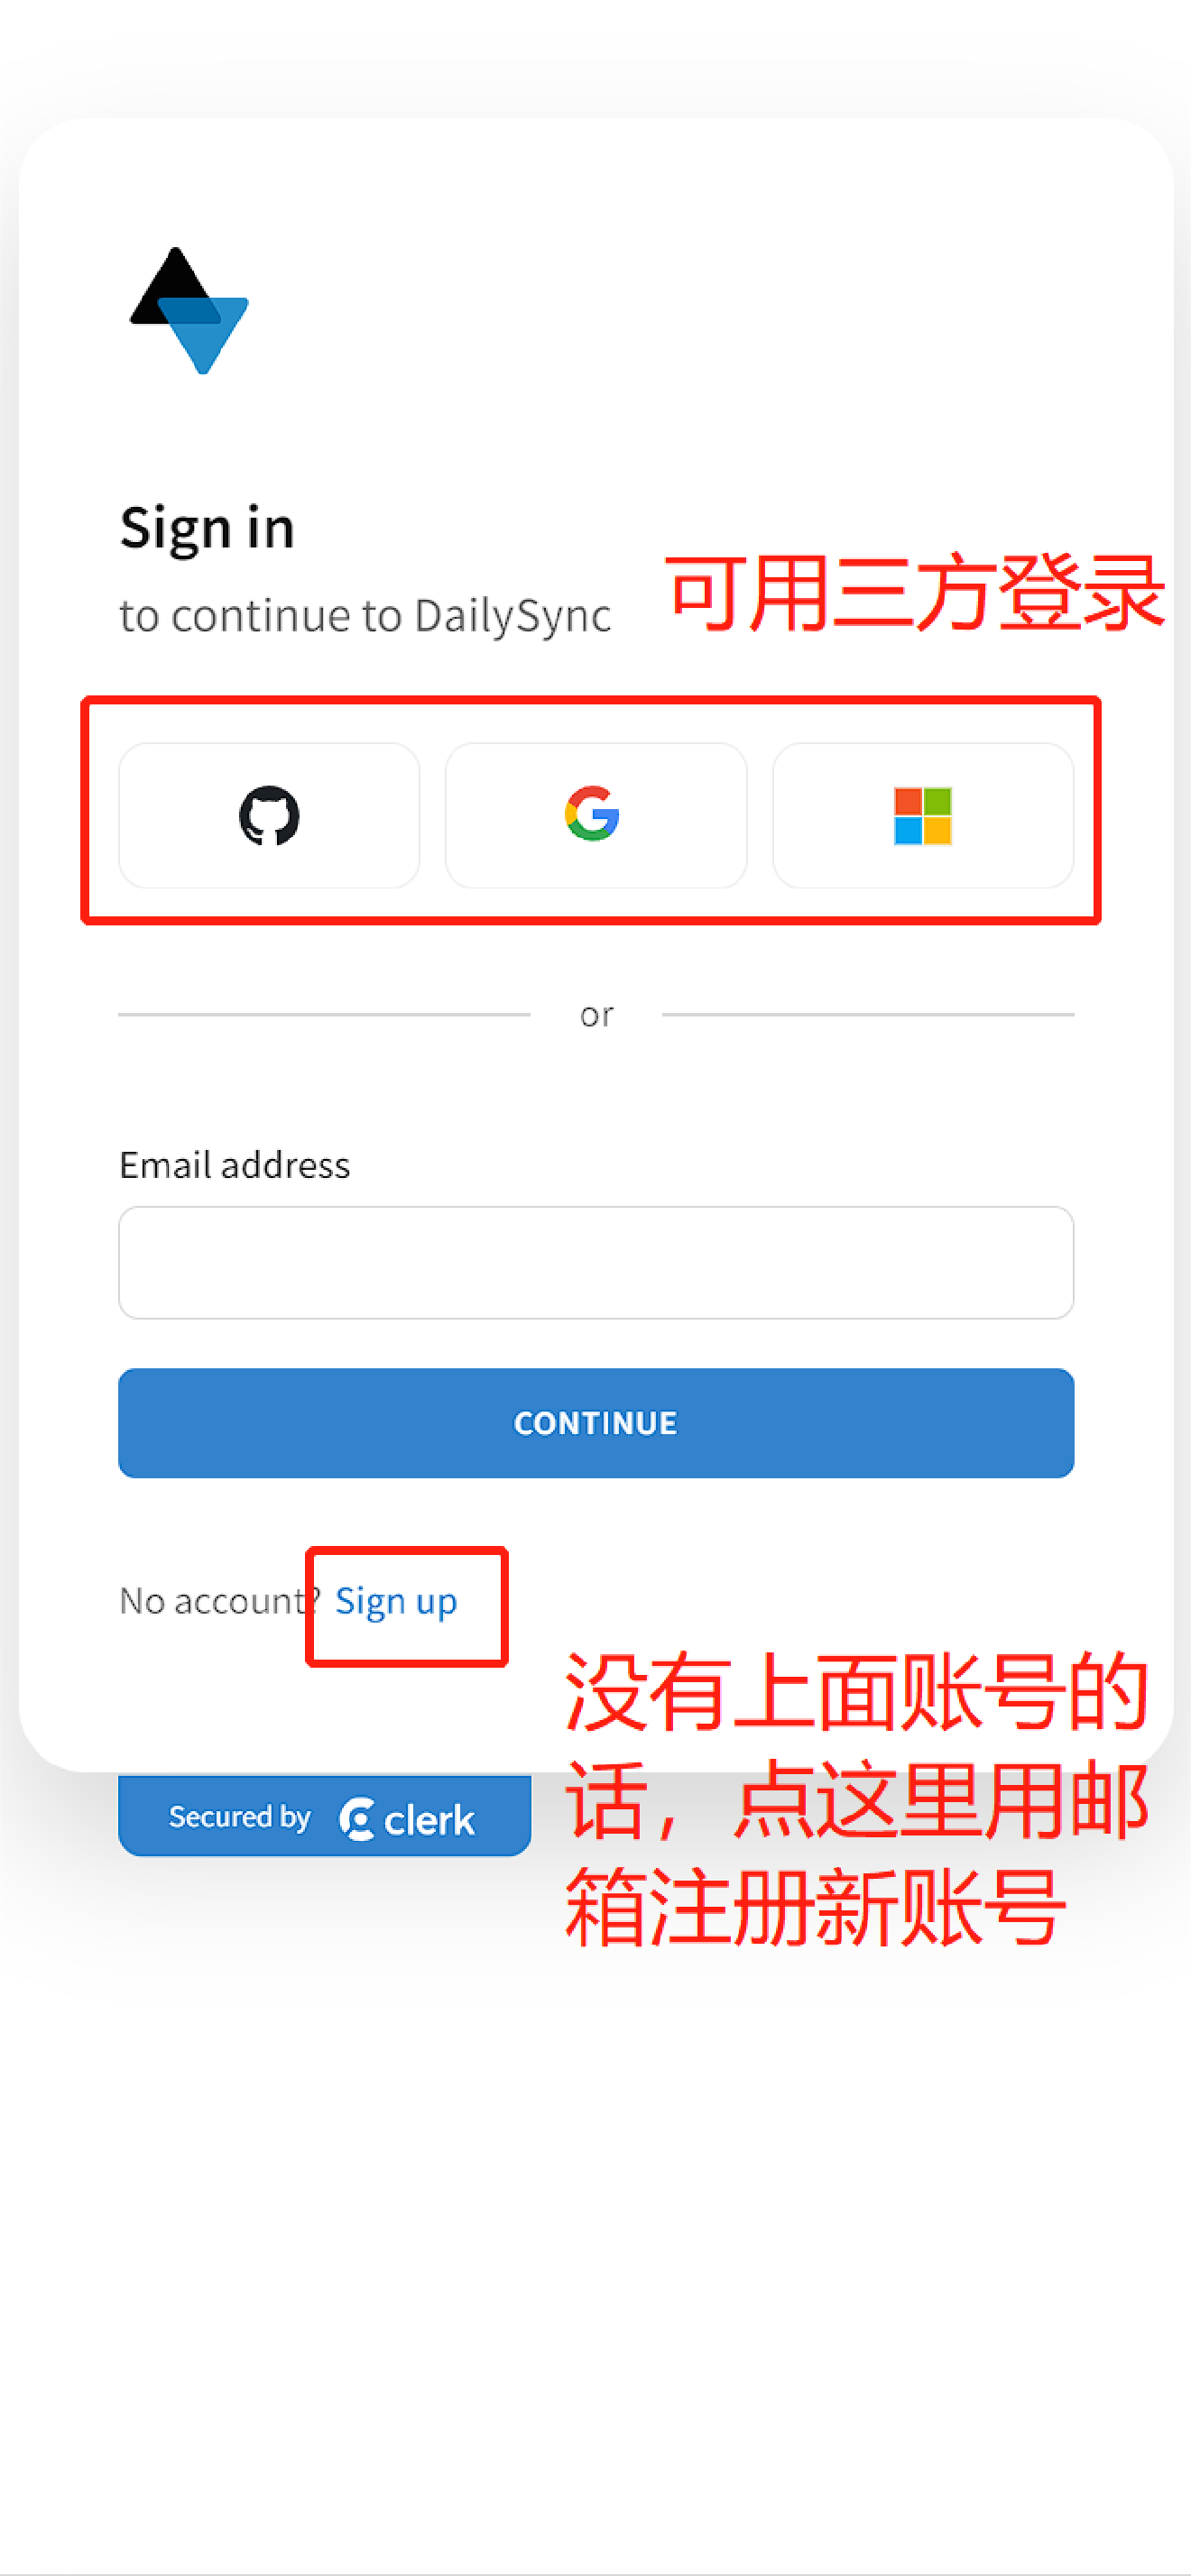 Sign in
to continue to DailySync
可用三方登录
or
Email address
CONTINUE
No account? Sign up
没有上面账号的
话，点这里用邮
箱注册新账号
Secured by clerk